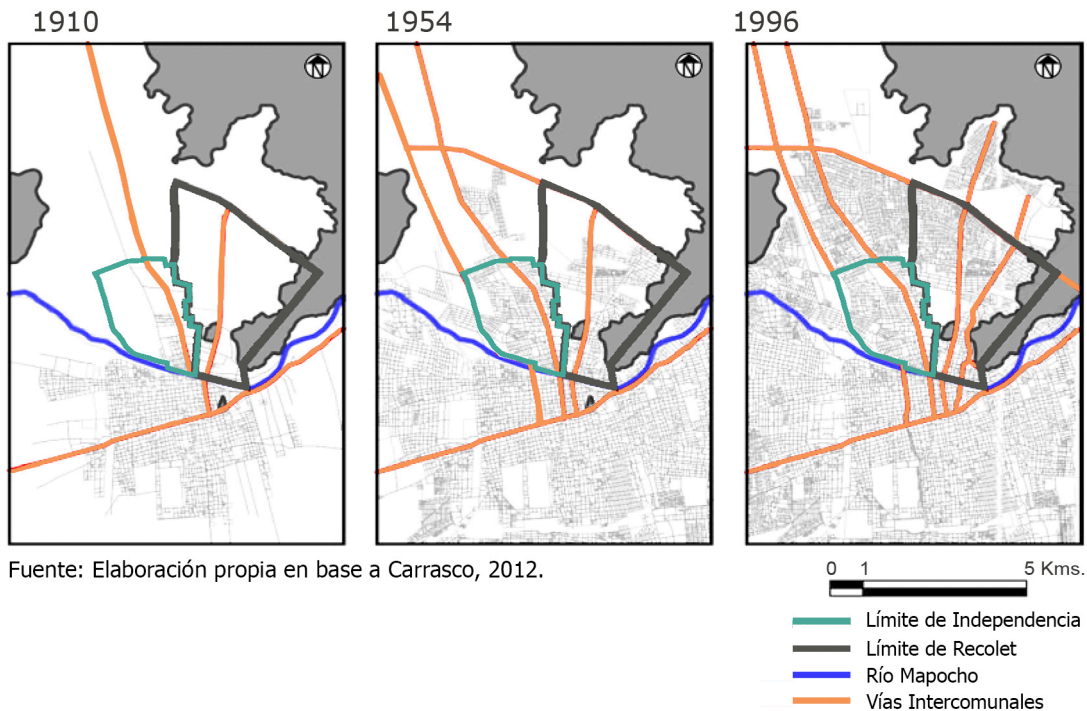 1910
1954
1996
N
N
N
Fuente: Elaboración propia en base a Carrasco, 2012.
0 1 5 Kms.
Límite de Independencia
Límite de Recolet
Río Mapocho
Vías Intercomunales